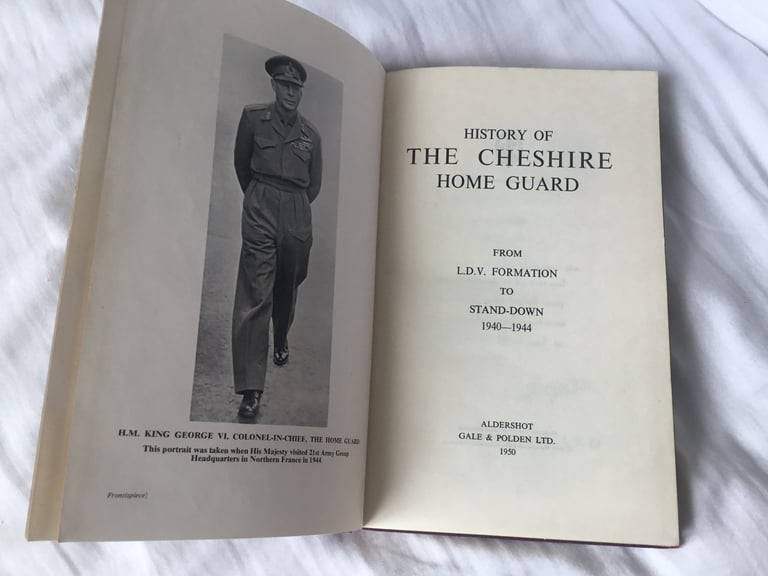 H.M. KING GEORGE VI, COLONEL-IN-CHIEF, THE HOME GUARD
This portrait was taken when His Majesty visited 21st Army Group
Headquarters in Northern France in 1944
Frontispiece]
HISTORY OF
THE CHESHIRE
HOME GUARD
FROM
L.D.V. FORMATION
TO
STAND-DOWN
1940—1944
ALDERSHOT
GALE & POLDEN LTD.
1950